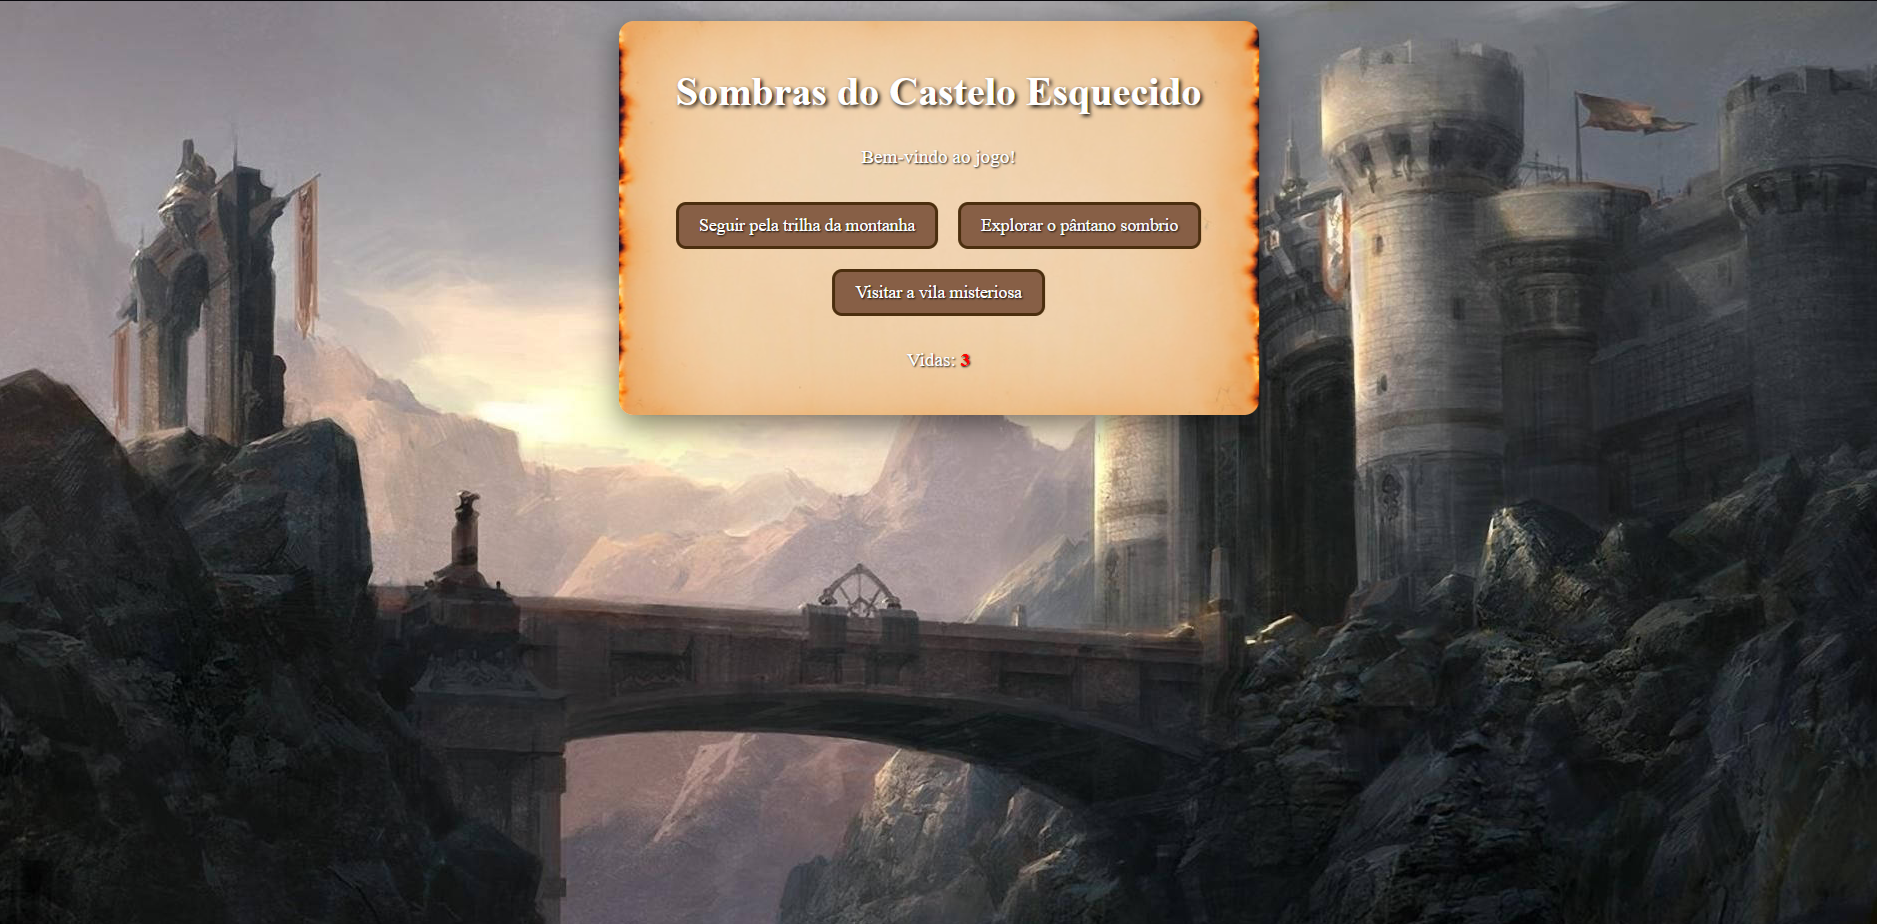 Sombras do Castelo Esquecido
Bem-vindo ao jogo!
Seguir pela trilha da montanha
Explorar o pântano sombrio
Visitar a vila misteriosa
Vidas: 3